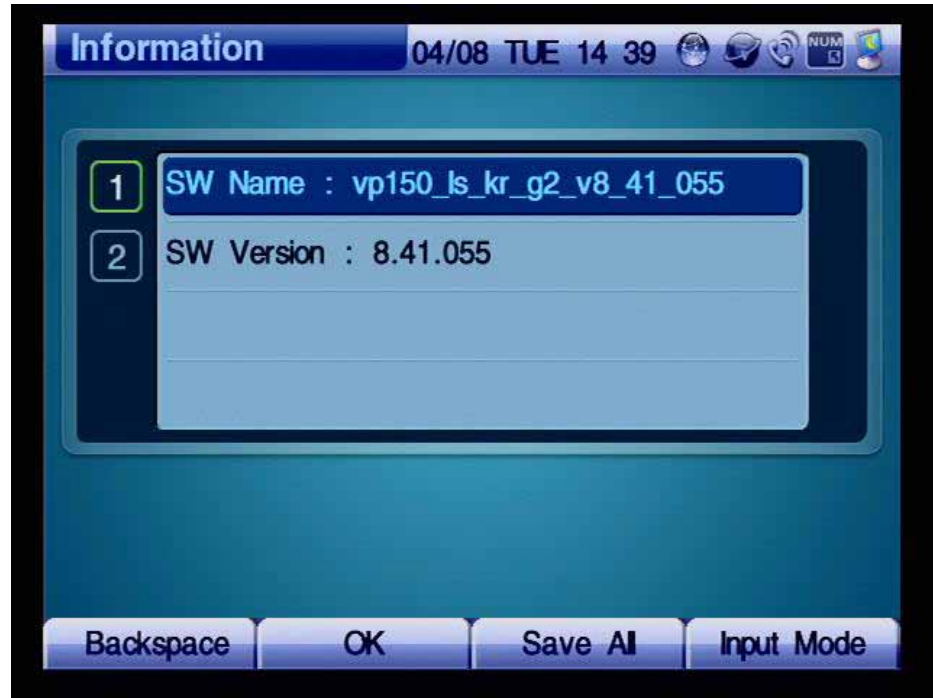 Information 04/08 TUE 14 39 NUM
1 SW Name : vp150_ls_kr_g2_v8_41_055
2 SW Version : 8.41.055
Backspace OK Save All Input Mode